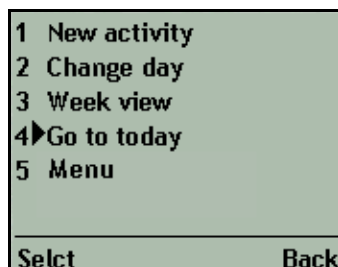 1 New activity
2 Change day
3 Week view
4 Go to today
5 Menu
Selct Back